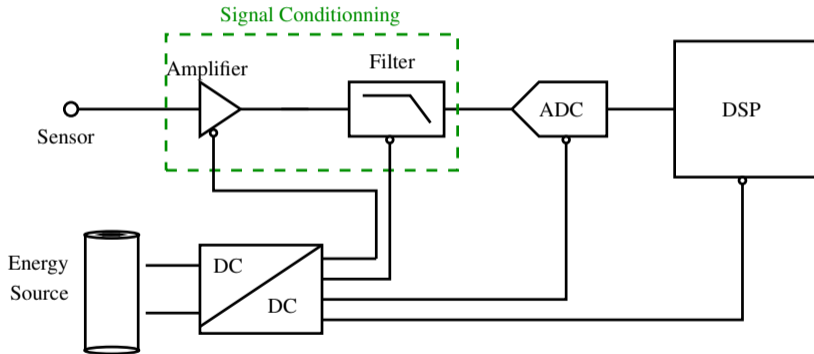 Signal Conditionning
Amplifier
Filter
Sensor
ADC
DSP
Energy
Source
DC
DC